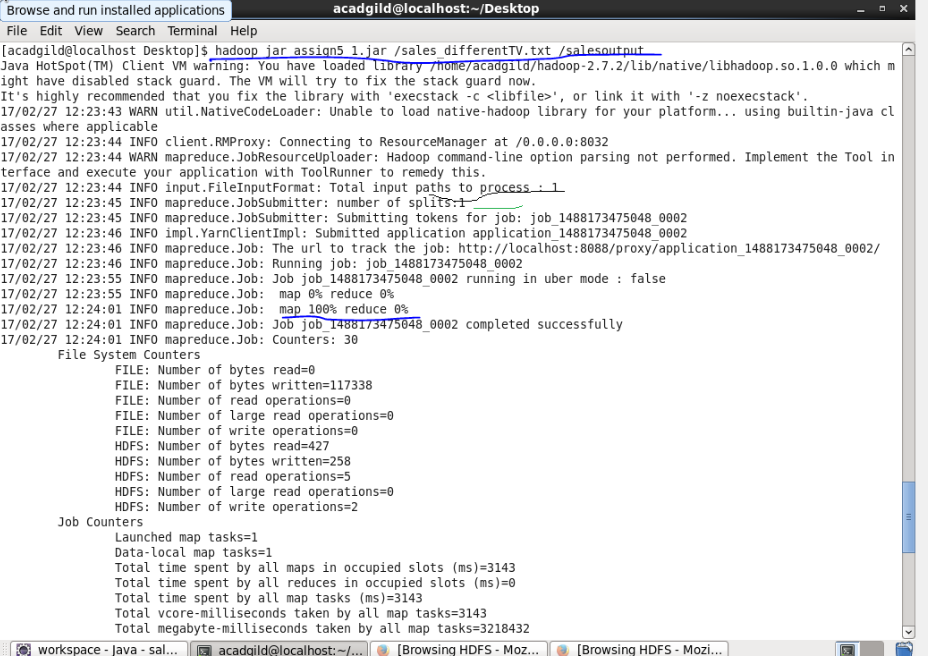 Browse and run installed applications
acadgild@localhost:~/Desktop
File Edit View Search Terminal Help
[acadgild@localhost Desktop]$ hadoop jar assign5_1.jar /sales_differentTV.txt /salesoutput
Java HotSpot(TM) Client VM warning: You have loaded library /home/acadgild/hadoop-2.7.2/lib/native/libhadoop.so.1.0.0 which m
ight have disabled stack guard. The VM will try to fix the stack guard now.
It's highly recommended that you fix the library with 'execstack -c <libfile>', or link it with '-z noexecstack'.
17/02/27 12:23:43 WARN util.NativeCodeLoader: Unable to load native-hadoop library for your platform... using builtin-java cl
asses where applicable
17/02/27 12:23:44 INFO client.RMProxy: Connecting to ResourceManager at /0.0.0.0:8032
17/02/27 12:23:44 WARN mapreduce.JobResourceUploader: Hadoop command-line option parsing not performed. Implement the Tool in
terface and execute your application with ToolRunner to remedy this.
17/02/27 12:23:44 INFO input.FileInputFormat: Total input paths to process : 1
17/02/27 12:23:45 INFO mapreduce.JobSubmitter: number of splits:1
17/02/27 12:23:45 INFO mapreduce.JobSubmitter: Submitting tokens for job: job_1488173475048_0002
17/02/27 12:23:46 INFO impl.YarnClientImpl: Submitted application application_1488173475048_0002
17/02/27 12:23:46 INFO mapreduce.Job: The url to track the job: http://localhost:8088/proxy/application_1488173475048_0002/
17/02/27 12:23:46 INFO mapreduce.Job: Running job: job_1488173475048_0002
17/02/27 12:23:55 INFO mapreduce.Job: Job job_1488173475048_0002 running in uber mode : false
17/02/27 12:23:55 INFO mapreduce.Job:  map 0% reduce 0%
17/02/27 12:24:01 INFO mapreduce.Job:  map 100% reduce 0%
17/02/27 12:24:01 INFO mapreduce.Job: Job job_1488173475048_0002 completed successfully
17/02/27 12:24:01 INFO mapreduce.Job: Counters: 30
File System Counters
FILE: Number of bytes read=0
FILE: Number of bytes written=117338
FILE: Number of read operations=0
FILE: Number of large read operations=0
FILE: Number of write operations=0
HDFS: Number of bytes read=427
HDFS: Number of bytes written=258
HDFS: Number of read operations=5
HDFS: Number of large read operations=0
HDFS: Number of write operations=2
Job Counters
Launched map tasks=1
Data-local map tasks=1
Total time spent by all maps in occupied slots (ms)=3143
Total time spent by all reduces in occupied slots (ms)=0
Total time spent by all map tasks (ms)=3143
Total vcore-milliseconds taken by all map tasks=3143
Total megabyte-milliseconds taken by all map tasks=3218432
workspace - Java - sal... acadgild@localhost:~/... [Browsing HDFS - Moz... [Browsing HDFS - Mozi...